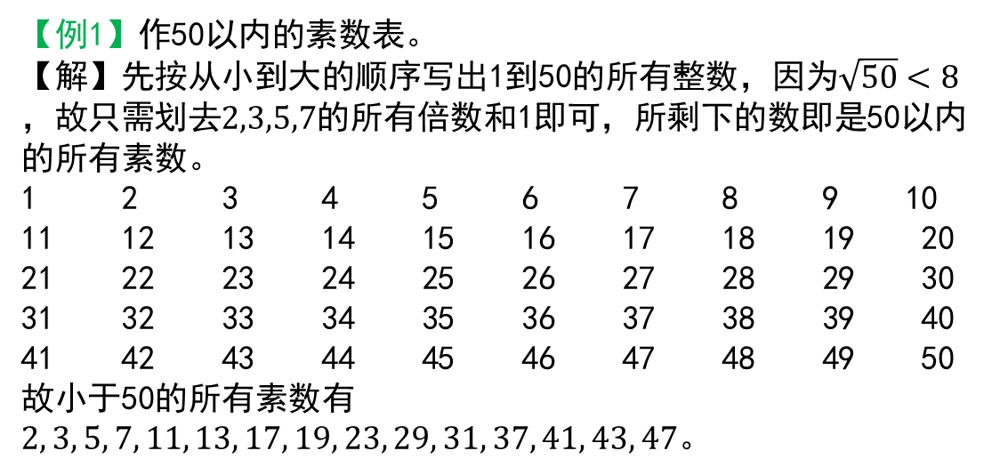 【例1】作50以内的素数表。
【解】先按从小到大的顺序写出1到50的所有整数，因为√50 < 8
，故只需划去2,3,5,7的所有倍数和1即可，所剩下的数即是50以内
的所有素数。
1 2 3 4 5 6 7 8 9 10
11 12 13 14 15 16 17 18 19 20
21 22 23 24 25 26 27 28 29 30
31 32 33 34 35 36 37 38 39 40
41 42 43 44 45 46 47 48 49 50
故小于50的所有素数有
2, 3, 5, 7, 11, 13, 17, 19, 23, 29, 31, 37, 41, 43, 47。